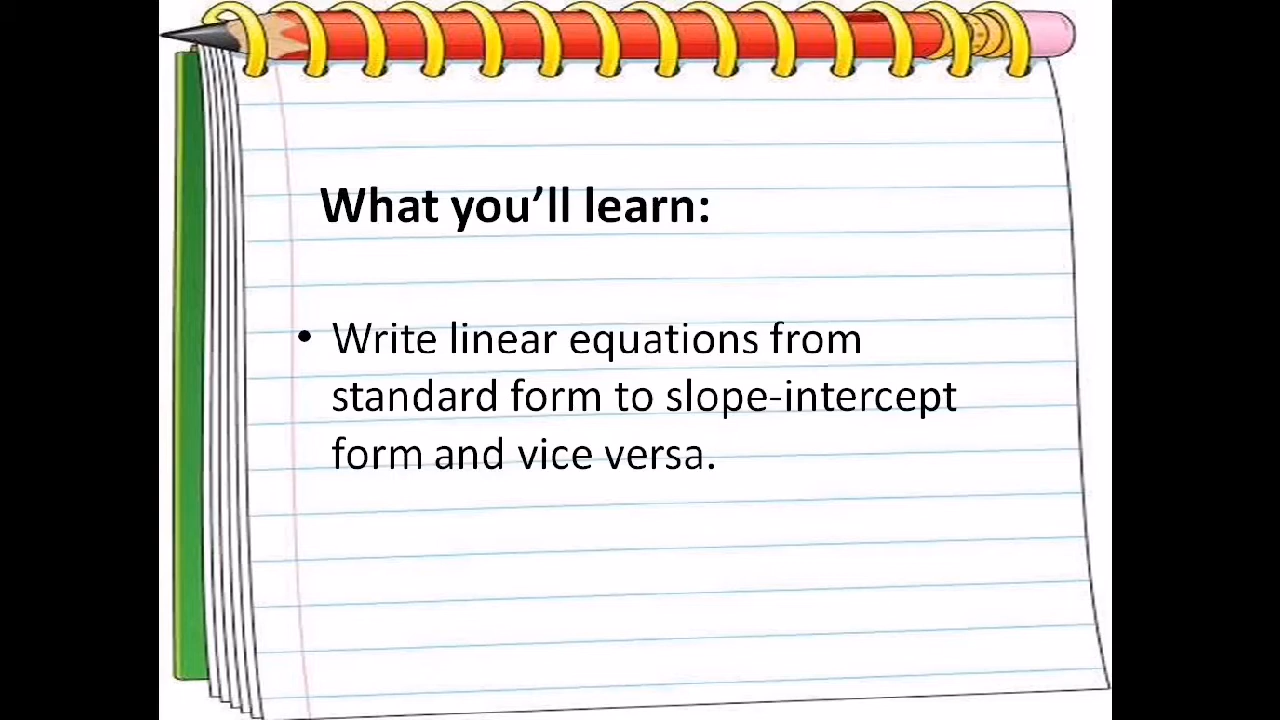 What you’ll learn:
• Write linear equations from
standard form to slope-intercept
form and vice versa.